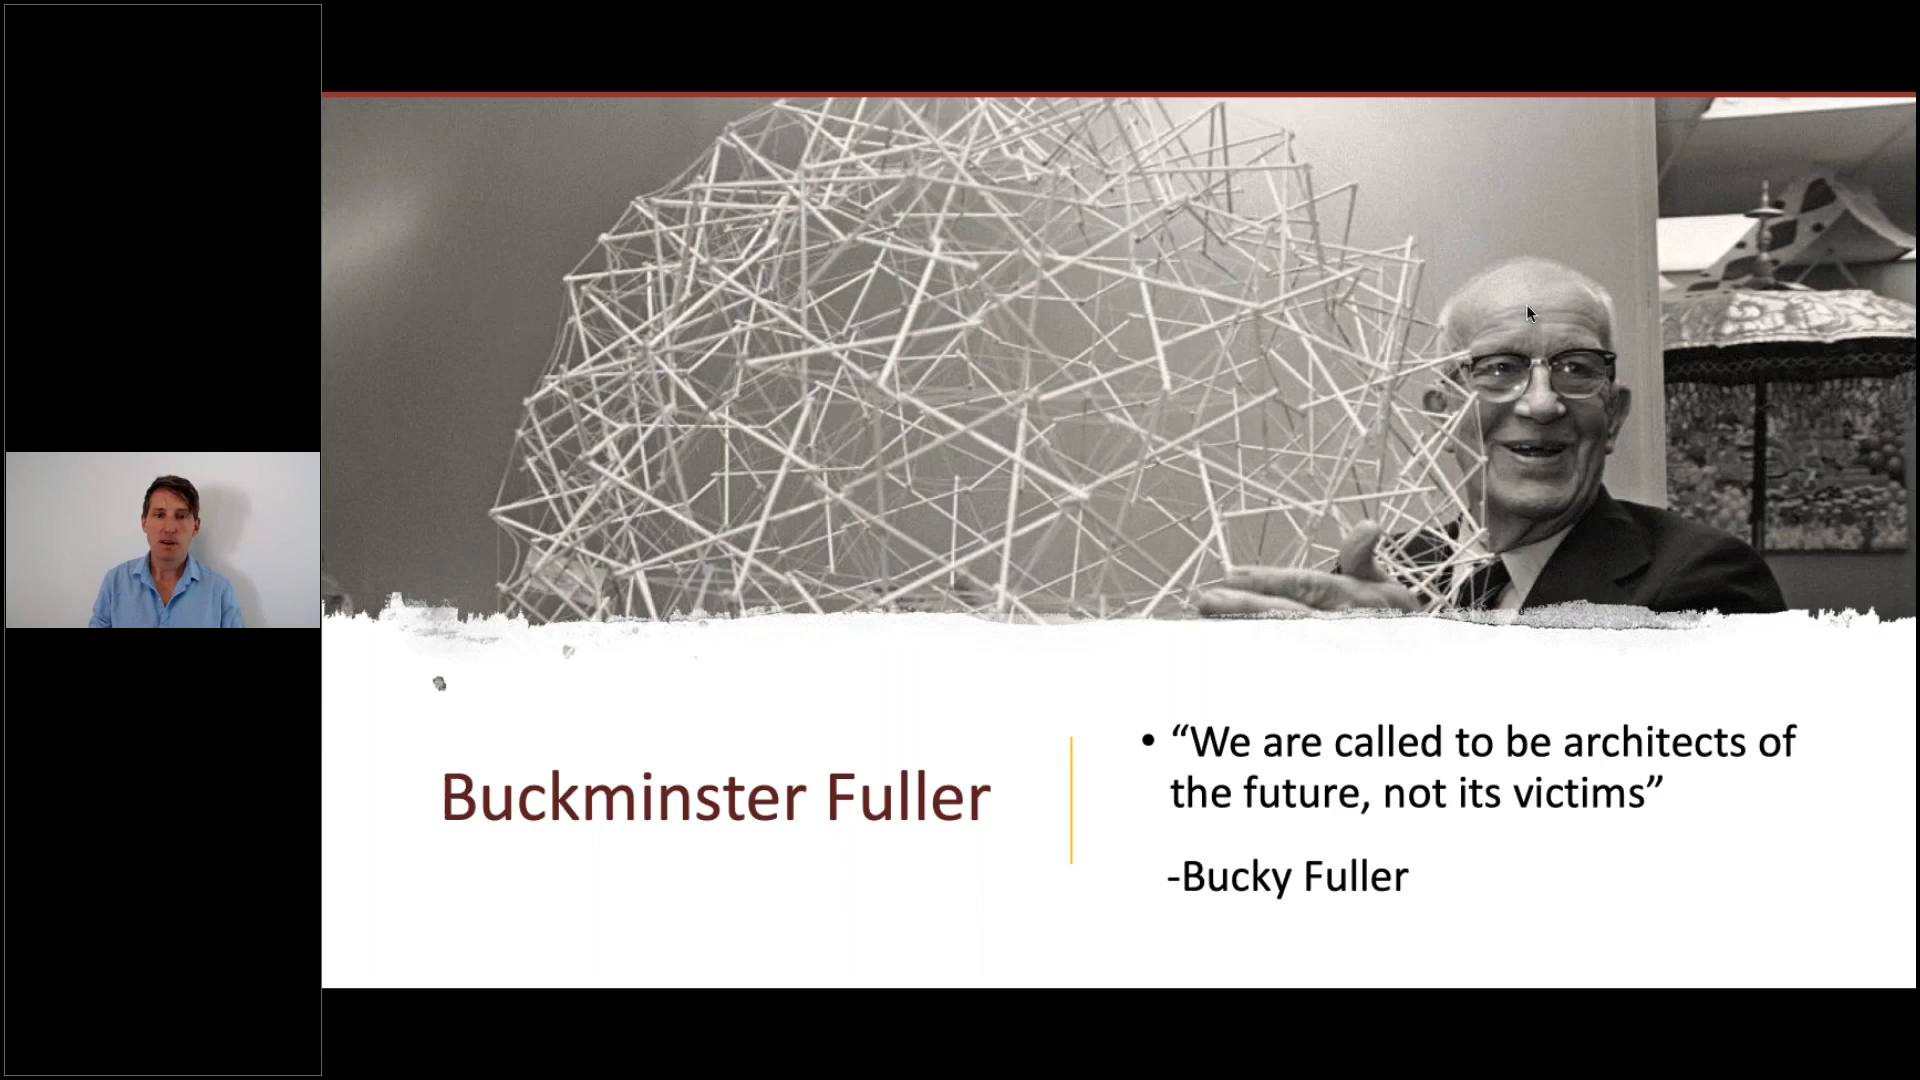 Buckminster Fuller
• “We are called to be architects of
the future, not its victims”
-Bucky Fuller